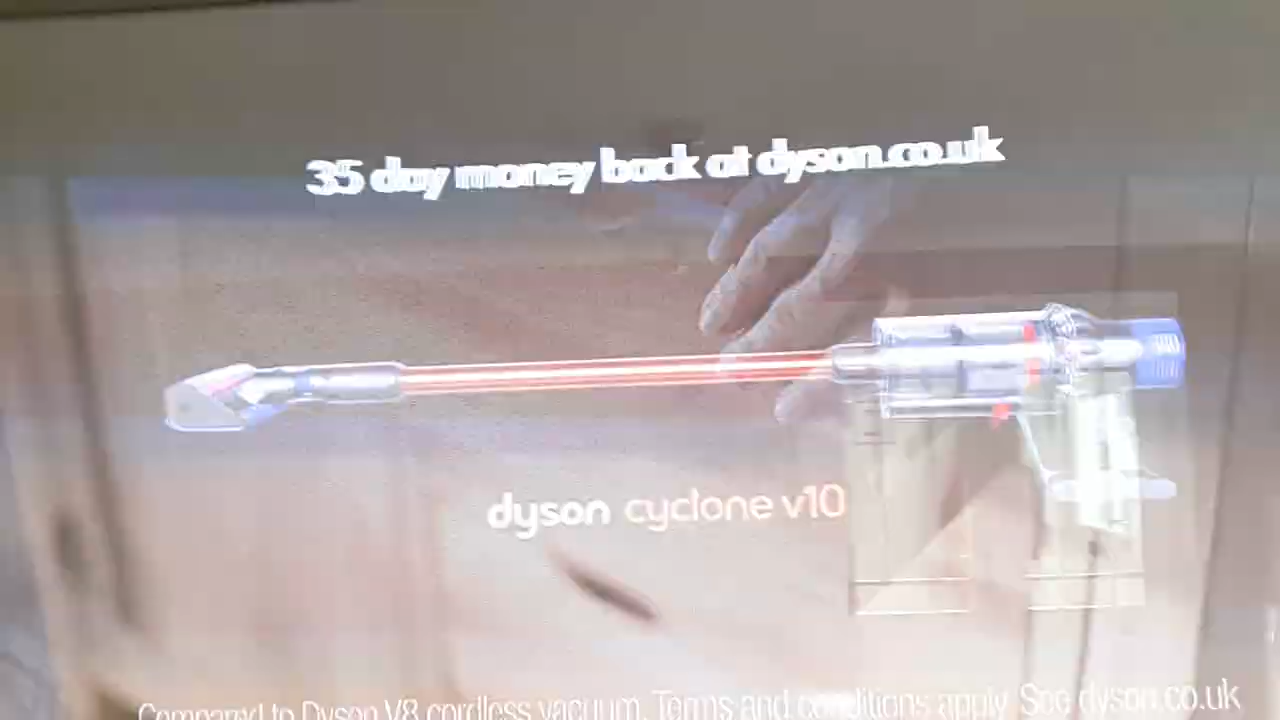 35 day money back at dyson.co.uk
dyson cyclone v10
Compared to Dyson V8 cordless vacuum. Terms and conditions apply. See dyson.co.uk